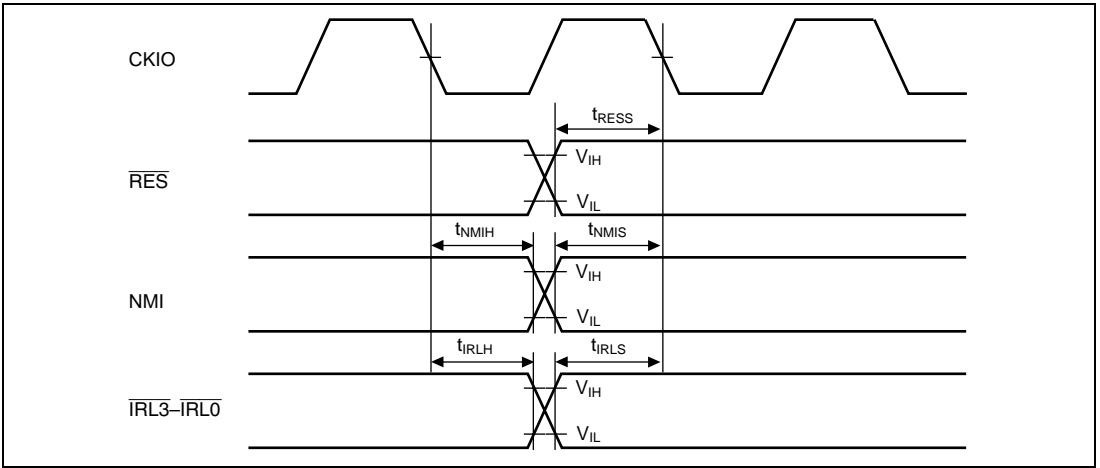 CKIO
tRESS
VIH
RES
VIL
tNMIH tNMIS
VIH
NMI
VIL
tIRLH tIRLS
VIH
IRL3–IRL0
VIL